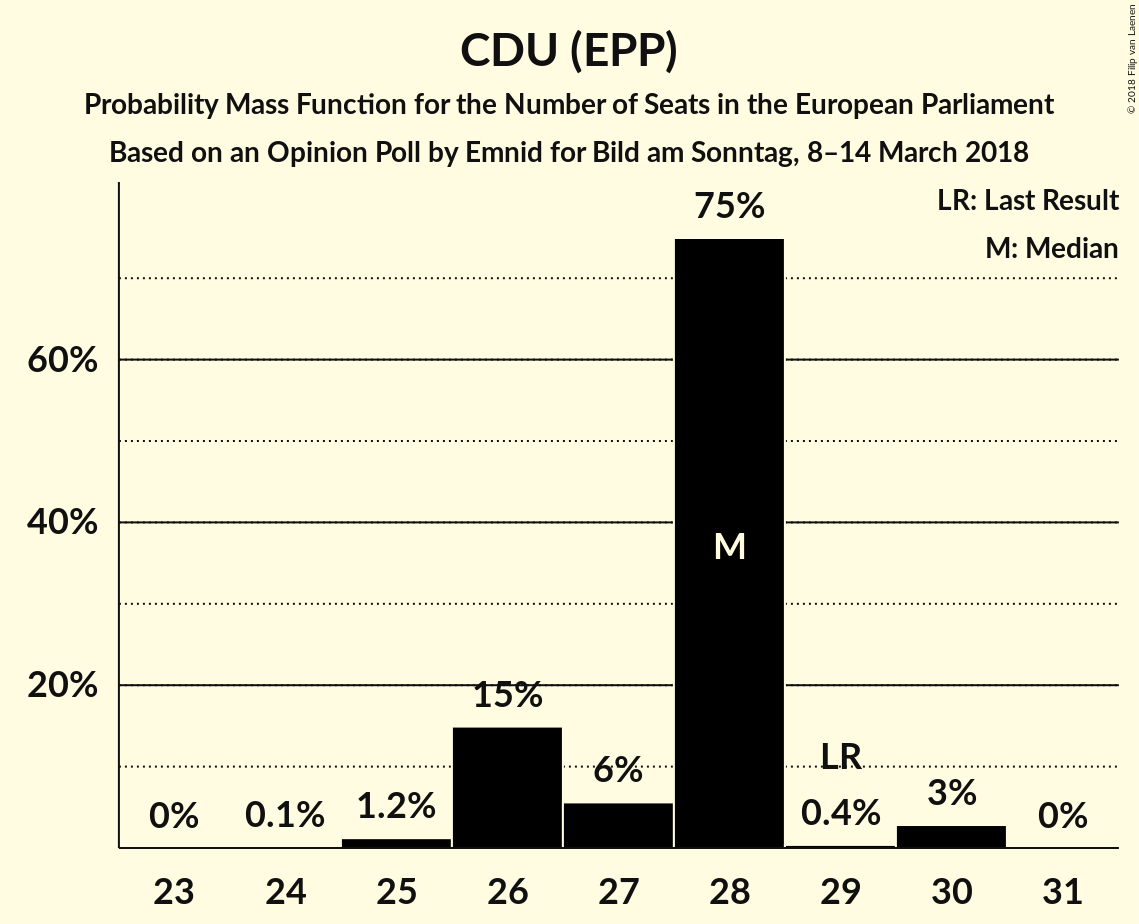 CDU (EPP)
Probability Mass Function for the Number of Seats in the European Parliament
Based on an Opinion Poll by Emnid for Bild am Sonntag, 8–14 March 2018
© 2018 Filip van Laenen
LR: Last Result
M: Median
60%
40%
20%
0%
0.1%
1.2%
15%
6%
75%
M
LR
0.4%
3%
0%
23 24 25 26 27 28 29 30 31